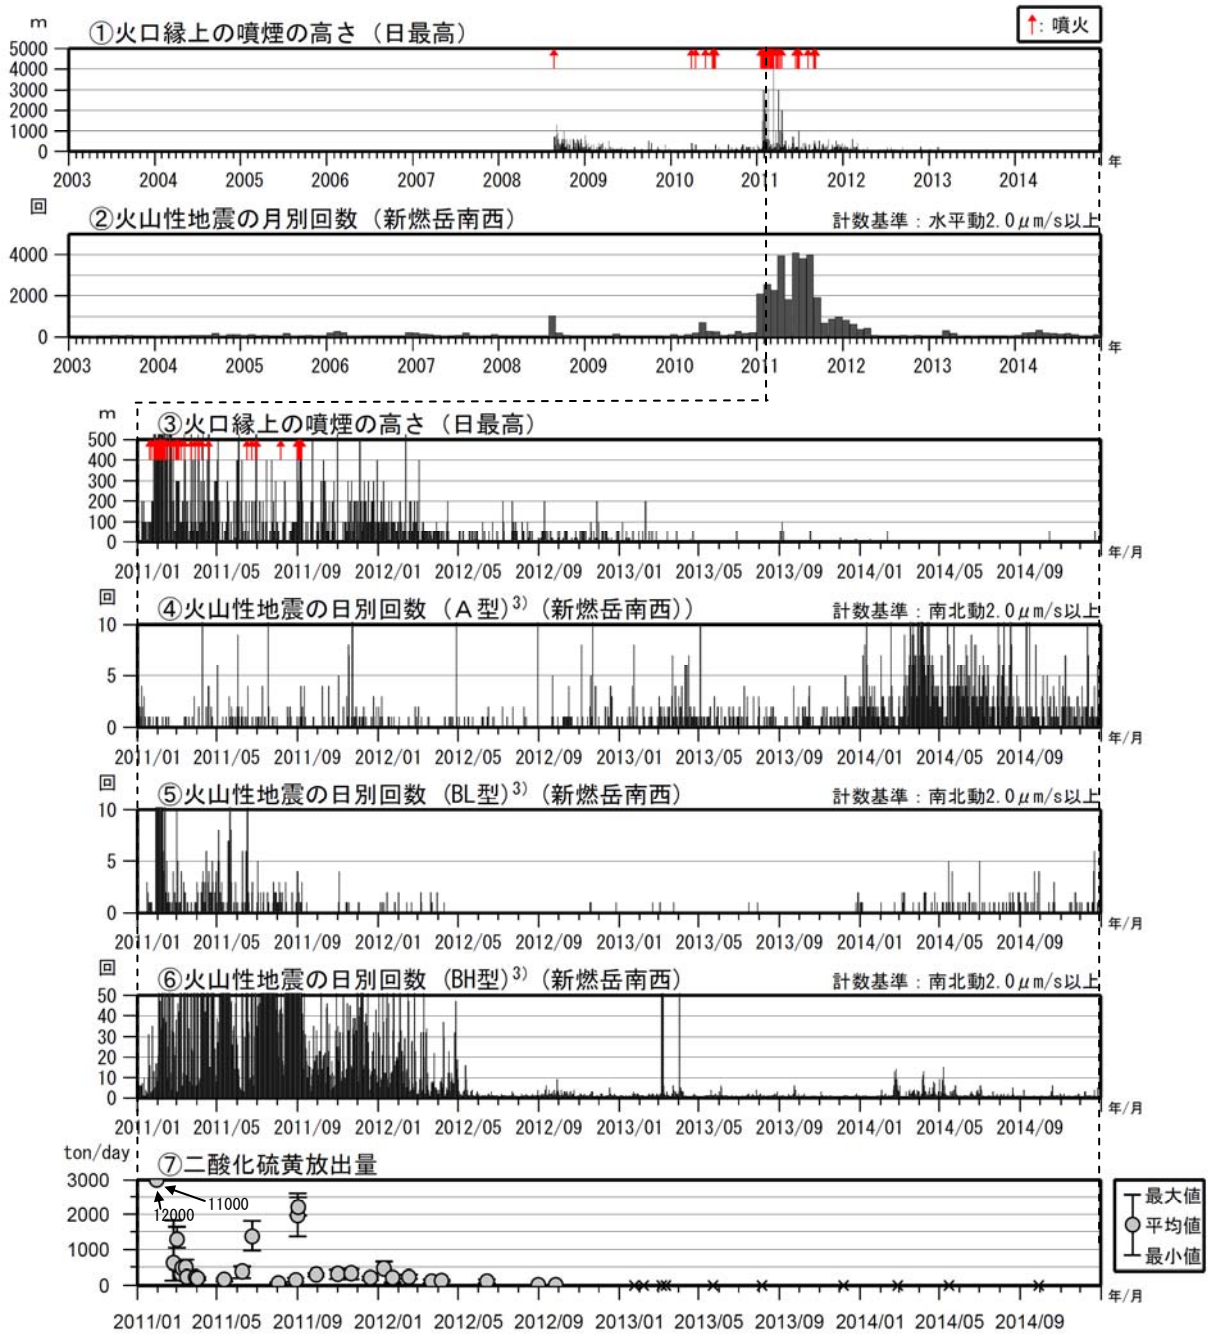 m ①火口縁上の噴煙の高さ（日最高） ↑: 噴火
5000
4000
3000
2000
1000
0
2003 2004 2005 2006 2007 2008 2009 2010 2011 2012 2013 2014 年
回 ②火山性地震の月別回数（新燃岳南西） 計数基準：水平動2.0μm/s以上
4000
2000
0
2003 2004 2005 2006 2007 2008 2009 2010 2011 2012 2013 2014 年
m ③火口縁上の噴煙の高さ（日最高）
500
400
300
200
100
0
2011/01 2011/05 2011/09 2012/01 2012/05 2012/09 2013/01 2013/05 2013/09 2014/01 2014/05 2014/09 年/月
回 ④火山性地震の日別回数（Ａ型）3)（新燃岳南西）） 計数基準：南北動2.0μm/s以上
10
5
0
2011/01 2011/05 2011/09 2012/01 2012/05 2012/09 2013/01 2013/05 2013/09 2014/01 2014/05 2014/09 年/月
回 ⑤火山性地震の日別回数（BL型）3)（新燃岳南西） 計数基準：南北動2.0μm/s以上
10
5
0
2011/01 2011/05 2011/09 2012/01 2012/05 2012/09 2013/01 2013/05 2013/09 2014/01 2014/05 2014/09 年/月
回 ⑥火山性地震の日別回数（BH型）3)（新燃岳南西） 計数基準：南北動2.0μm/s以上
50
40
30
20
10
0
2011/01 2011/05 2011/09 2012/01 2012/05 2012/09 2013/01 2013/05 2013/09 2014/01 2014/05 2014/09 年/月
ton/day ⑦二酸化硫黄放出量
3000
2000
1000
0
11000
12000
最大値
平均値
最小値
2011/01 2011/05 2011/09 2012/01 2012/05 2012/09 2013/01 2013/05 2013/09 2014/01 2014/05 2014/09 年/月